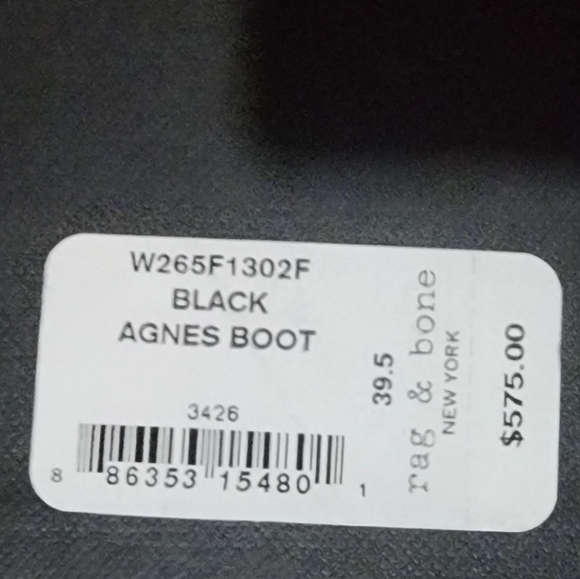 W265F1302F
BLACK
AGNES BOOT
3426
8 86353 15480 1
39.5
rag & bone
NEW YORK
$575.00